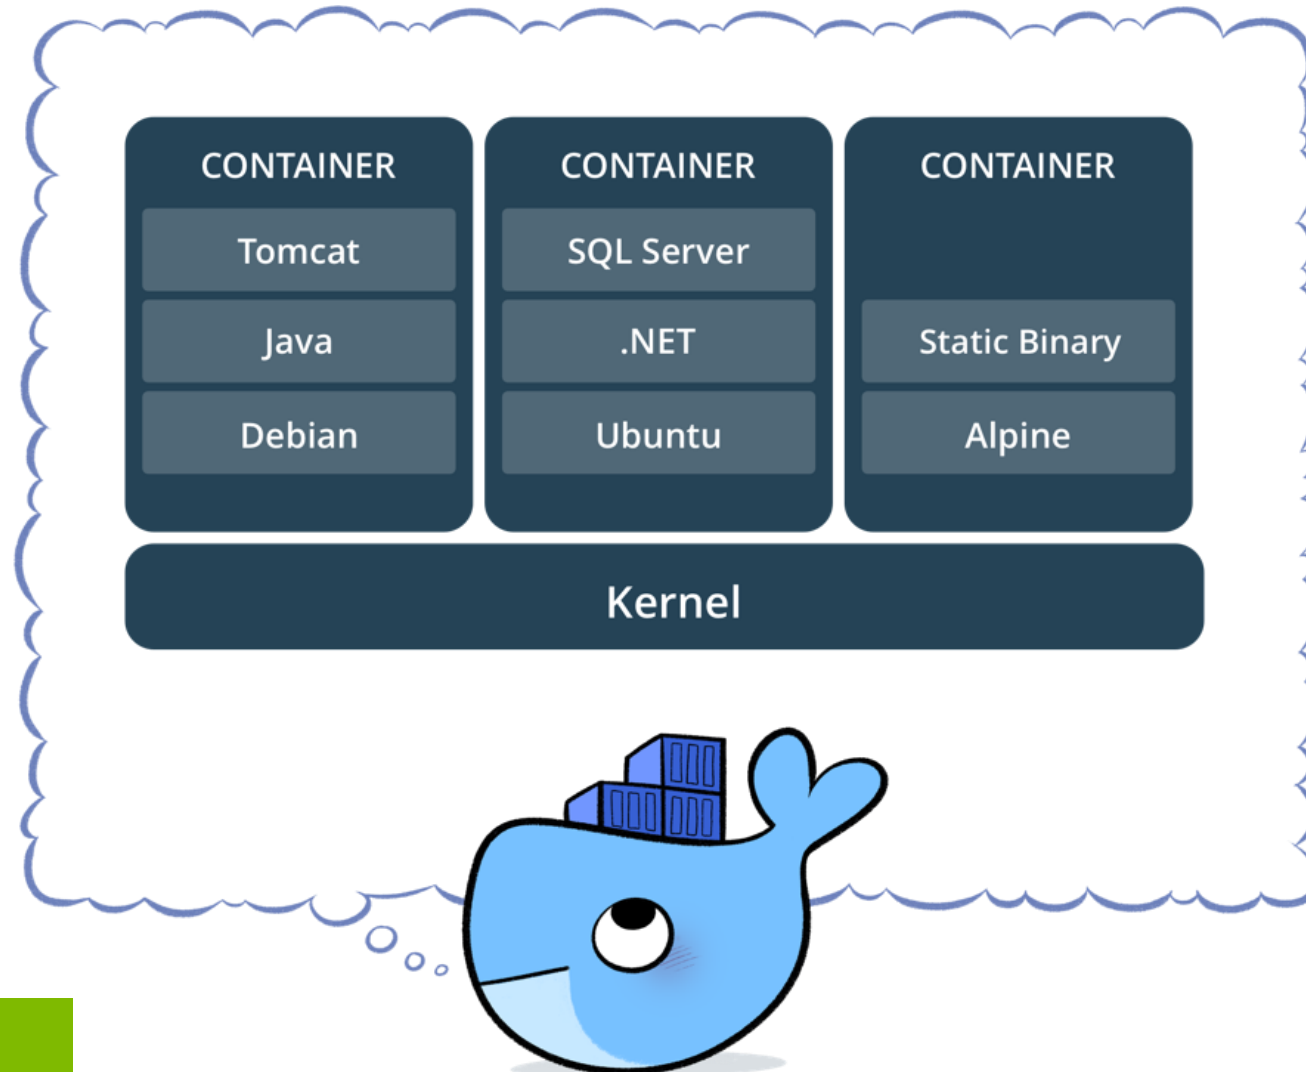 CONTAINER
Tomcat
Java
Debian
CONTAINER
SQL Server
.NET
Ubuntu
CONTAINER
Static Binary
Alpine
Kernel